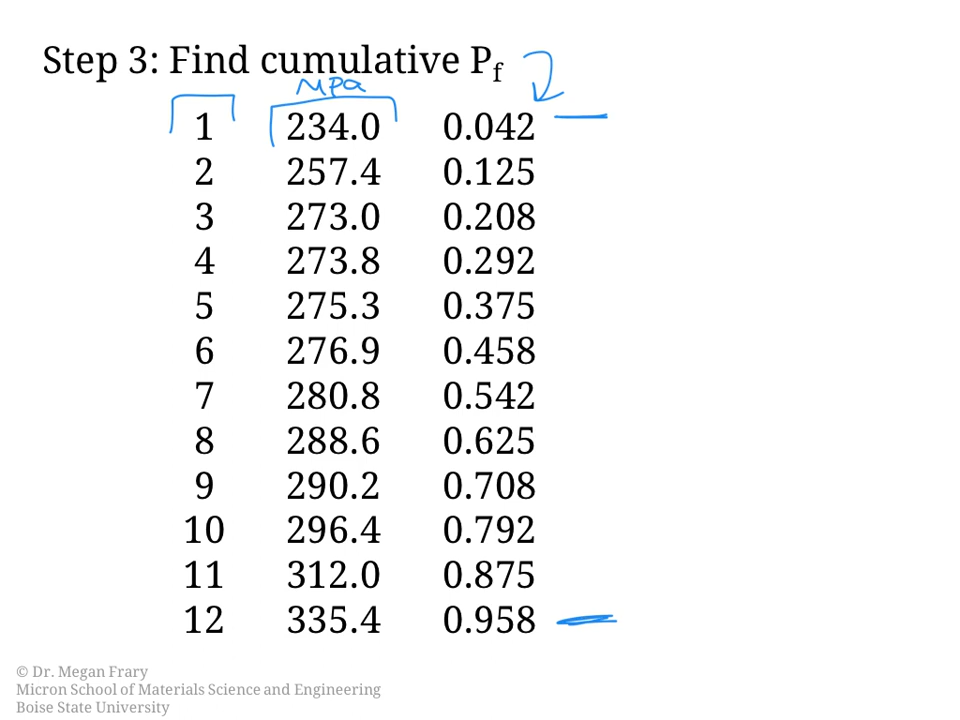 Step 3: Find cumulative Pf
MPa
1 234.0 0.042
2 257.4 0.125
3 273.0 0.208
4 273.8 0.292
5 275.3 0.375
6 276.9 0.458
7 280.8 0.542
8 288.6 0.625
9 290.2 0.708
10 296.4 0.792
11 312.0 0.875
12 335.4 0.958
© Dr. Megan Frary
Micron School of Materials Science and Engineering
Boise State University